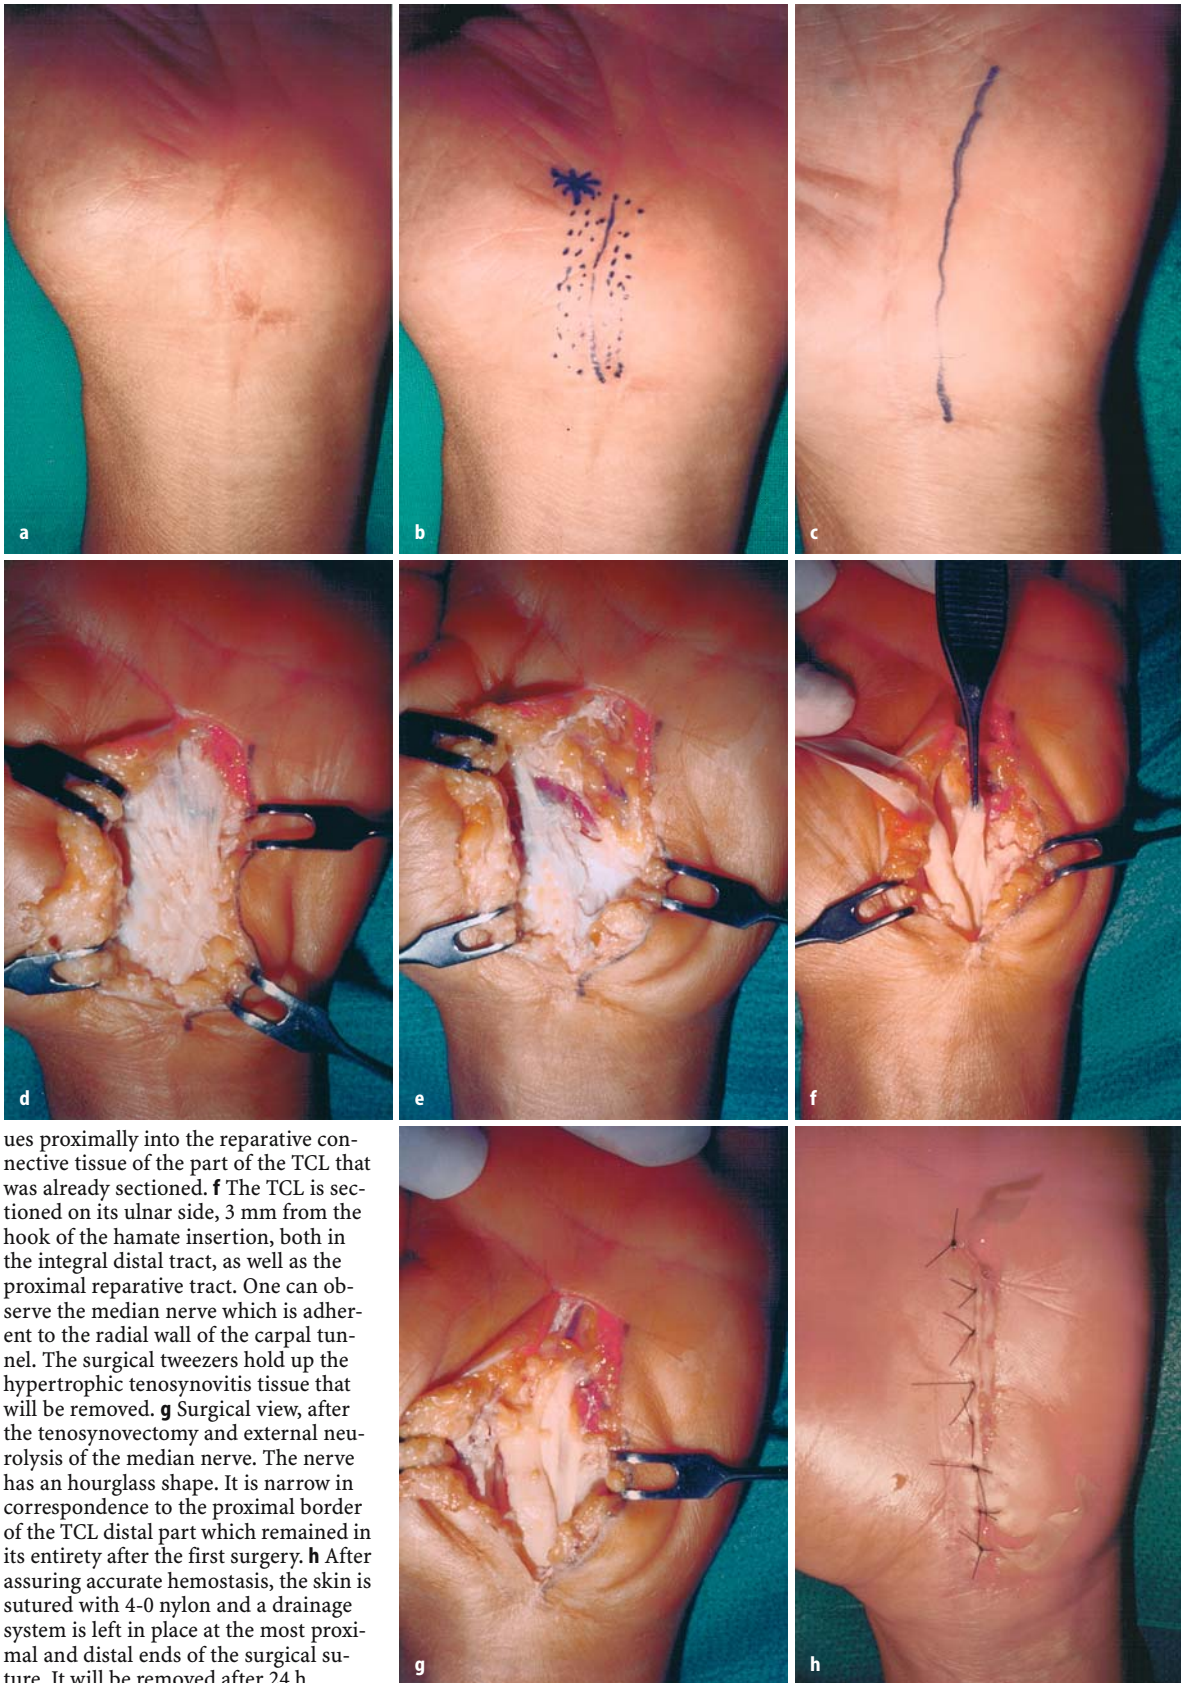 a
b
c
d
e
f
ues proximally into the reparative con-
nective tissue of the part of the TCL that
was already sectioned. f The TCL is sec-
tioned on its ulnar side, 3 mm from the
hook of the hamate insertion, both in
the integral distal tract, as well as the
proximal reparative tract. One can ob-
serve the median nerve which is adher-
ent to the radial wall of the carpal tun-
nel. The surgical tweezers hold up the
hypertrophic tenosynovitis tissue that
will be removed. g Surgical view, after
the tenosynovectomy and external neu-
rolysis of the median nerve. The nerve
has an hourglass shape. It is narrow in
correspondence to the proximal border
of the TCL distal part which remained in
its entirety after the first surgery. h After
assuring accurate hemostasis, the skin is
sutured with 4-0 nylon and a drainage
system is left in place at the most proxi-
mal and distal ends of the surgical su-
ture. It will be removed after 24 h
g
h